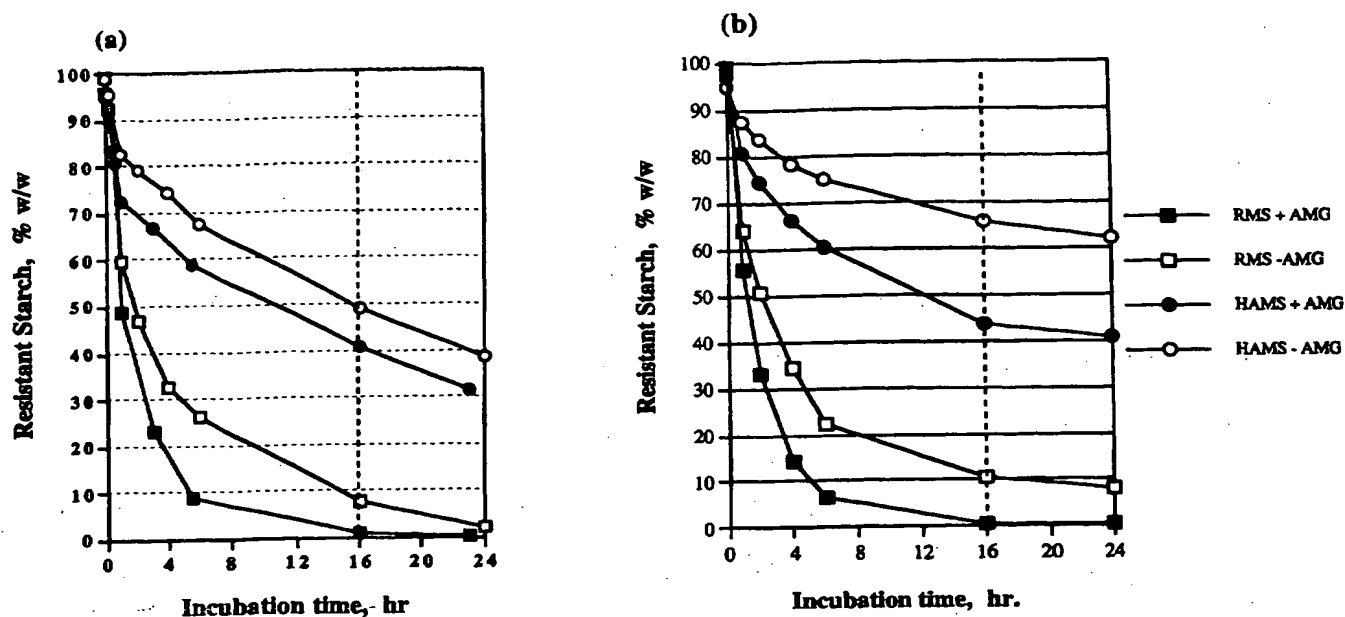 (a)
100
90
80
70
60
50
40
30
20
10
0
0 4 8 12 16 20 24
Resistant Starch, % w/w
Incubation time, hr
(b)
100
90
80
70
60
50
40
30
20
10
0
0 4 8 12 16 20 24
Resistant Starch, % w/w
Incubation time, hr.
RMS + AMG
RMS -AMG
HAMS + AMG
HAMS - AMG